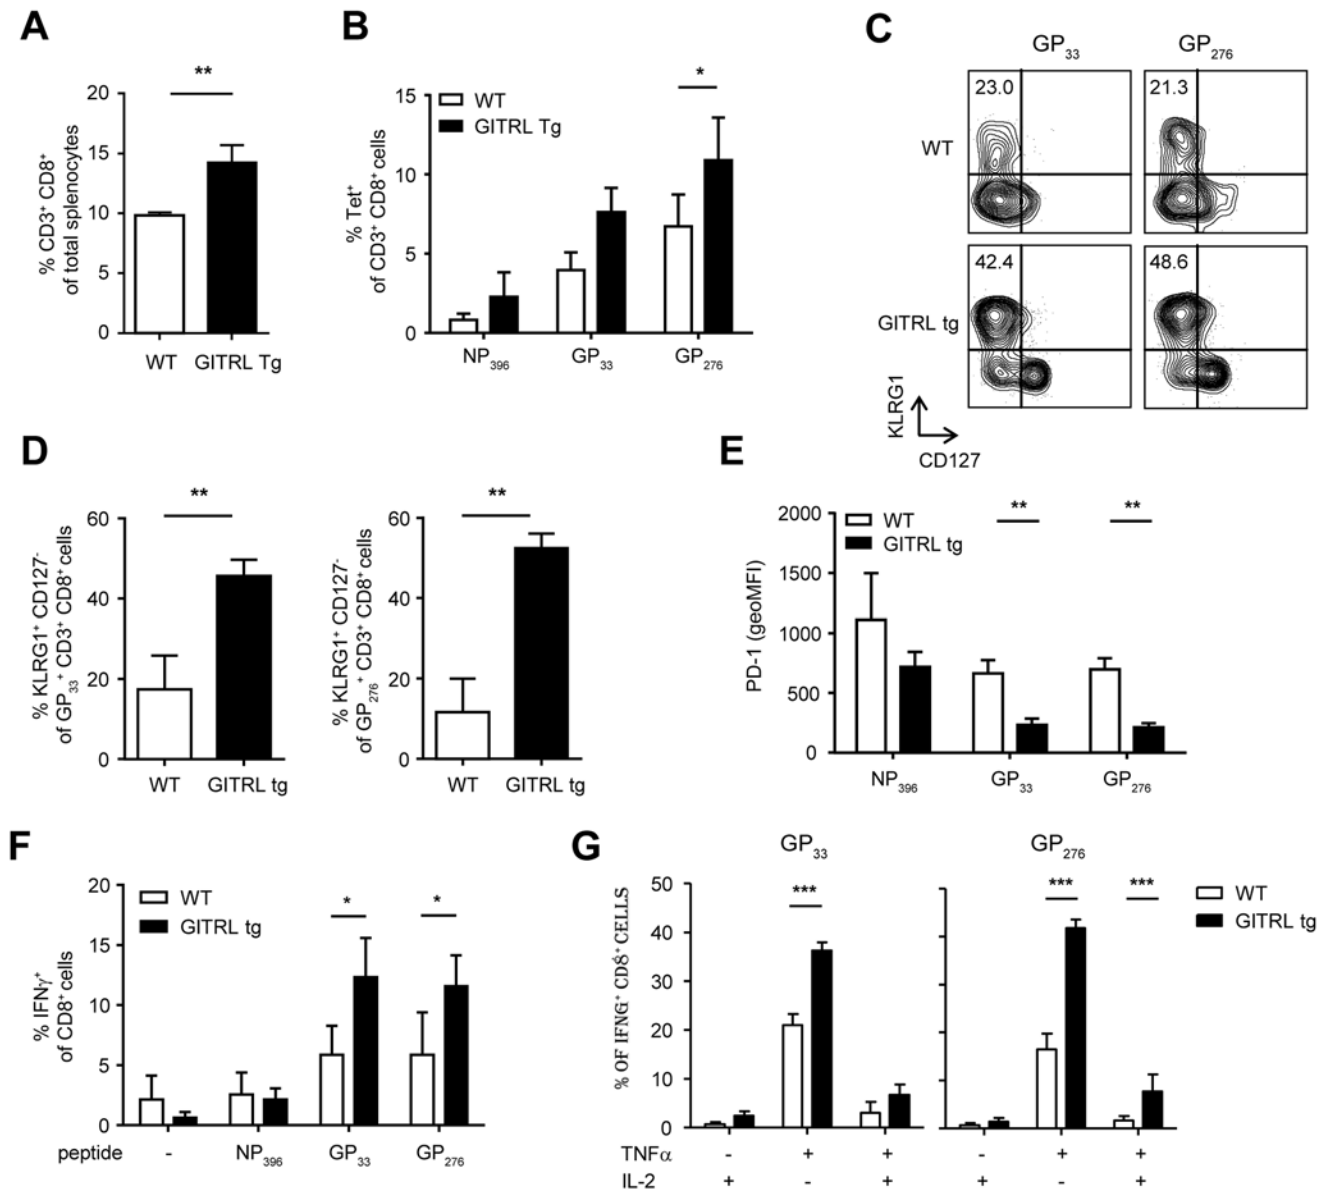 A
**
% CD3⁺ CD8⁺
of total splenocytes
20
15
10
5
0
WT GITRL Tg
B
WT
GITRL Tg
*
% Tet⁺
of CD3⁺ CD8⁺ cells
15
10
5
0
NP₃₉₆ GP₃₃ GP₂₇₆
C
GP₃₃ GP₂₇₆
WT
23.0 21.3
GITRL tg
42.4 48.6
KLRG1
CD127
D
**
% KLRG1⁺ CD127⁻
of GP₃₃⁺ CD3⁺ CD8⁺ cells
60
40
20
0
WT GITRL tg
**
% KLRG1⁺ CD127⁻
of GP₂₇₆⁺ CD3⁺ CD8⁺ cells
60
40
20
0
WT GITRL tg
E
WT
GITRL tg
** **
PD-1 (geoMFI)
2000
1500
1000
500
0
NP₃₉₆ GP₃₃ GP₂₇₆
F
WT
GITRL tg
* *
% IFNγ⁺
of CD8⁺ cells
20
15
10
5
0
peptide - NP₃₉₆ GP₃₃ GP₂₇₆
G
GP₃₃ GP₂₇₆
*** *** ***
WT
GITRL tg
% OF IFNG⁺ CD8⁺ CELLS
50
40
30
20
10
0
TNFα - + + - + +
IL-2 + - + + - +